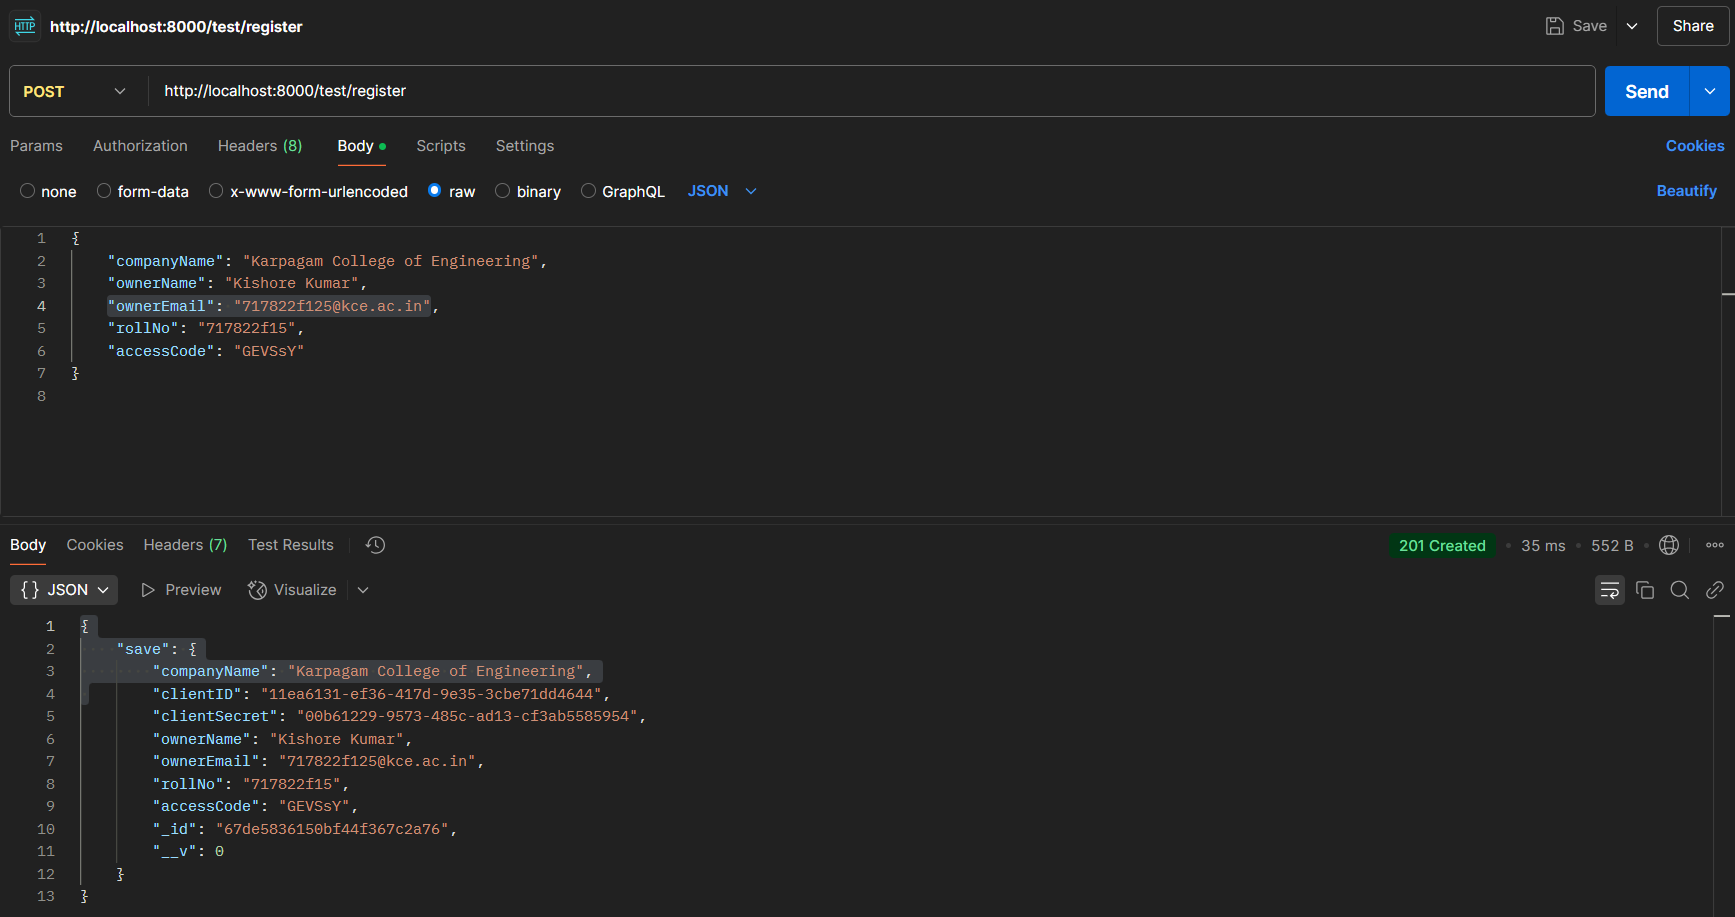 HTTP http://localhost:8000/test/register Save Share
POST http://localhost:8000/test/register Send
Params Authorization Headers (8) Body Scripts Settings Cookies
none form-data x-www-form-urlencoded raw binary GraphQL JSON Beautify
1 {
2 "companyName": "Karpagam College of Engineering",
3 "ownerName": "Kishore Kumar",
4 "ownerEmail": "717822f125@kce.ac.in",
5 "rollNo": "717822f15",
6 "accessCode": "GEVSsY"
7 }
8
Body Cookies Headers (7) Test Results 201 Created • 35 ms • 552 B •
{} JSON Preview Visualize
1 {
2 "save": {
3 "companyName": "Karpagam College of Engineering",
4 "clientID": "11ea6131-ef36-417d-9e35-3cbe71dd4644",
5 "clientSecret": "00b61229-9573-485c-ad13-cf3ab5585954",
6 "ownerName": "Kishore Kumar",
7 "ownerEmail": "717822f125@kce.ac.in",
8 "rollNo": "717822f15",
9 "accessCode": "GEVSsY",
10 "_id": "67de5836150bf44f367c2a76",
11 "__v": 0
12 }
13 }